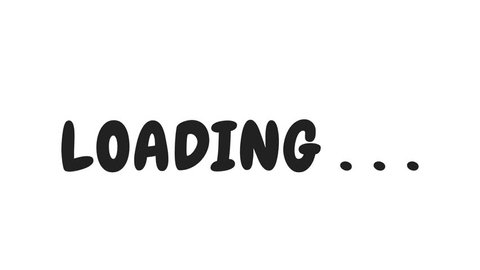 LOADING . . .